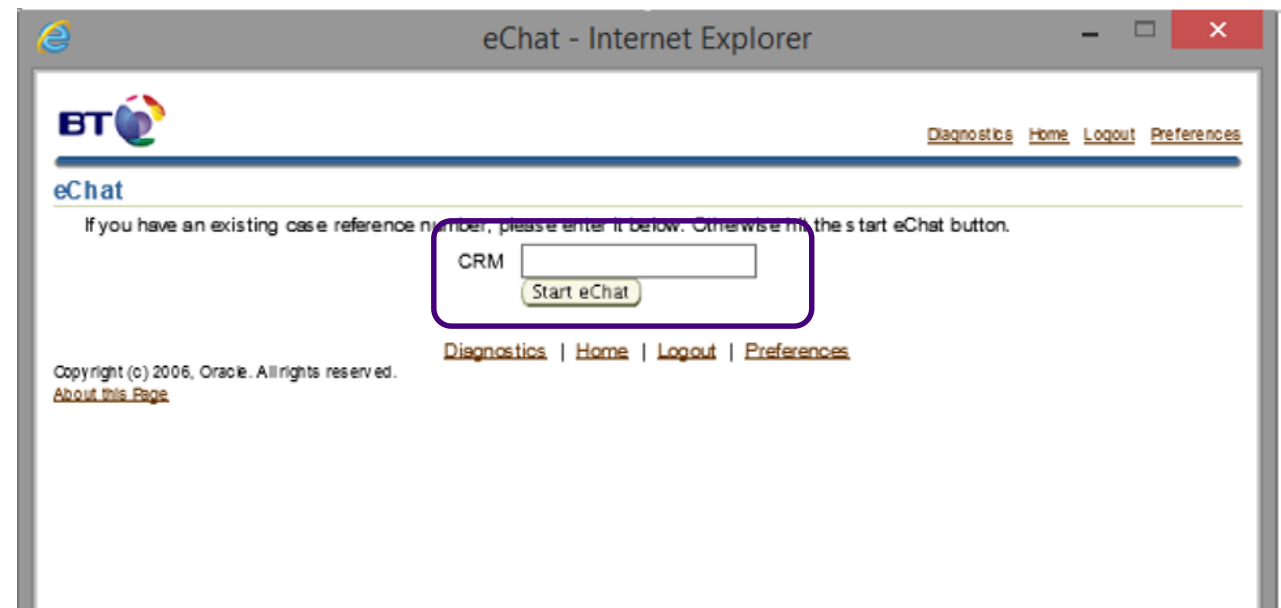 eChat - Internet Explorer
BT
Diagnostics Home Logout Preferences
eChat
If you have an existing case reference number, please enter it below. Otherwise hit the start eChat button.
CRM
Start eChat
Diagnostics | Home | Logout | Preferences
Copyright (c) 2006, Oracle. All rights reserved.
About this Page